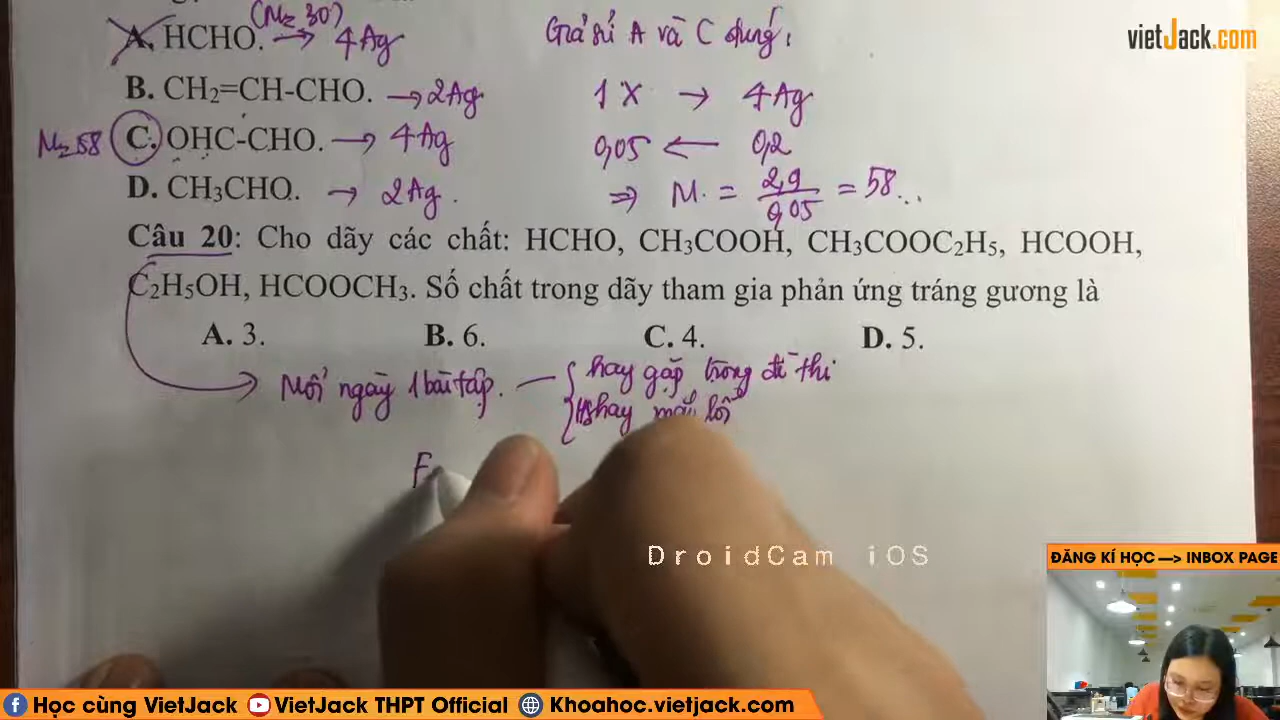 (M= 30)
A. HCHO. → 4Ag
Giả sử A và C đúng:
vietJack.com
B. CH₂=CH-CHO. → 2Ag
1 X → 4Ag
M=58 C. OHC-CHO. → 4Ag
0,05 ← 0,2
D. CH₃CHO. → 2Ag.
⇒ M = 2,9 / 0,05 = 58...
Câu 20: Cho dãy các chất: HCHO, CH₃COOH, CH₃COOC₂H₅, HCOOH,
C₂H₅OH, HCOOCH₃. Số chất trong dãy tham gia phản ứng tráng gương là
A. 3. B. 6. C. 4. D. 5.
Mỗi ngày 1 bài tập. { hay gặp trong đề thi
HS hay mắc lỗi
F
DroidCam iOS
ĐĂNG KÍ HỌC —> INBOX PAGE
Học cùng VietJack VietJack THPT Official Khoahoc.vietjack.com